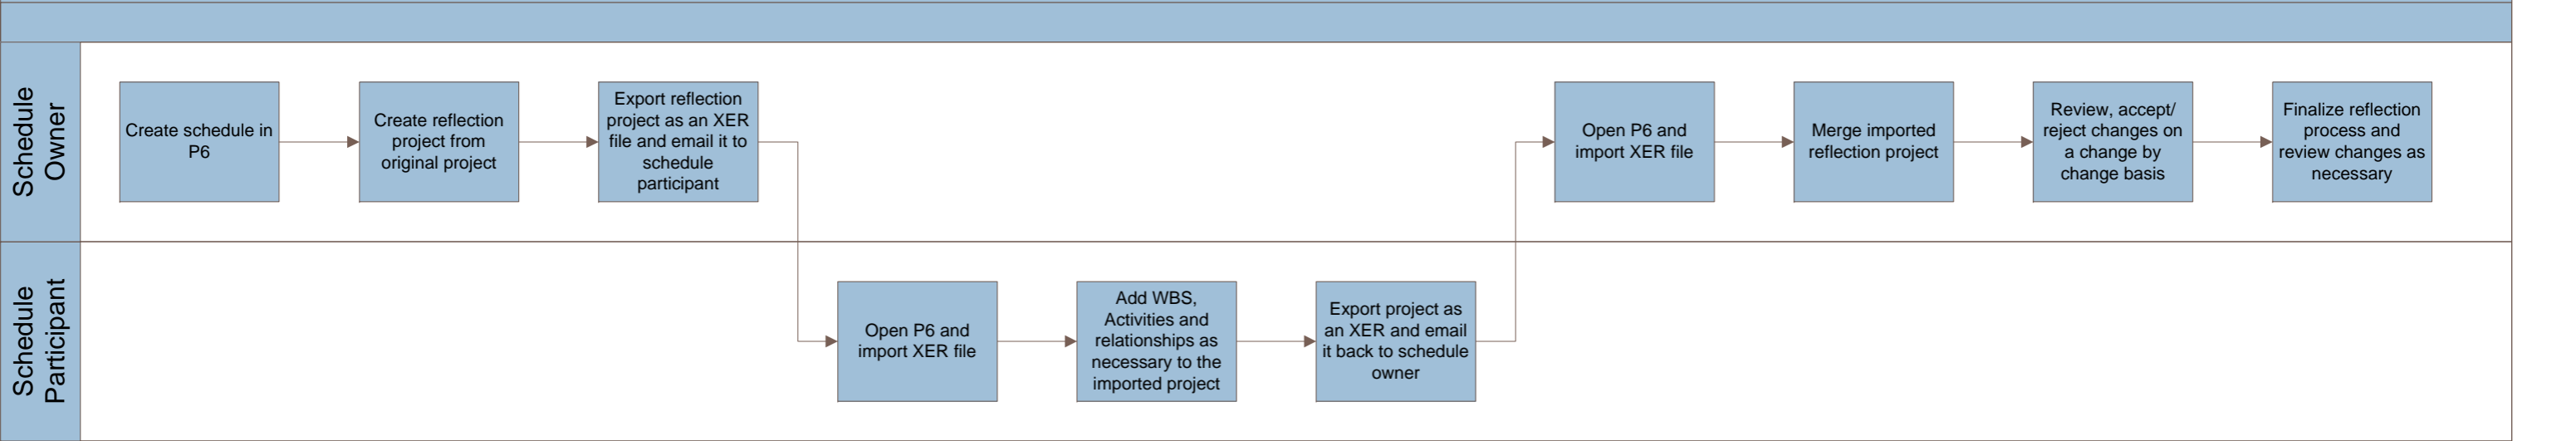 Schedule
Owner
Create schedule in
P6
Create reflection
project from
original project
Export reflection
project as an XER
file and email it to
schedule
participant
Open P6 and
import XER file
Merge imported
reflection project
Review, accept/
reject changes on
a change by
change basis
Finalize reflection
process and
review changes as
necessary
Schedule
Participant
Open P6 and
import XER file
Add WBS,
Activities and
relationships as
necessary to the
imported project
Export project as
an XER and email
it back to schedule
owner